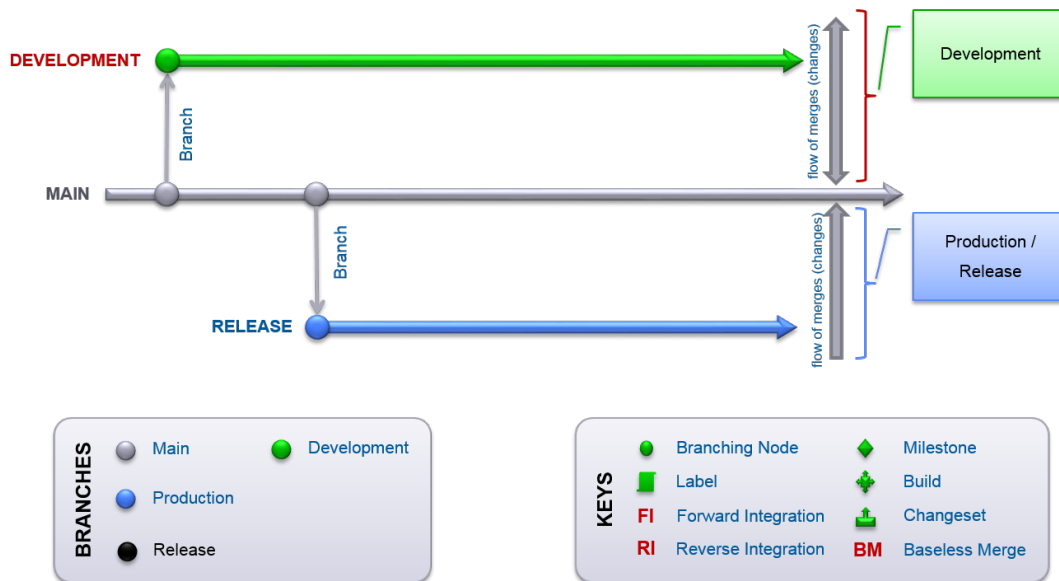 DEVELOPMENT
Branch
flow of merges (changes)
Development
MAIN
Branch
flow of merges (changes)
Production /
Release
RELEASE
BRANCHES
Main
Development
Production
Release
KEYS
Branching Node
Milestone
Label
Build
FI Forward Integration
Changeset
RI Reverse Integration
BM Baseless Merge